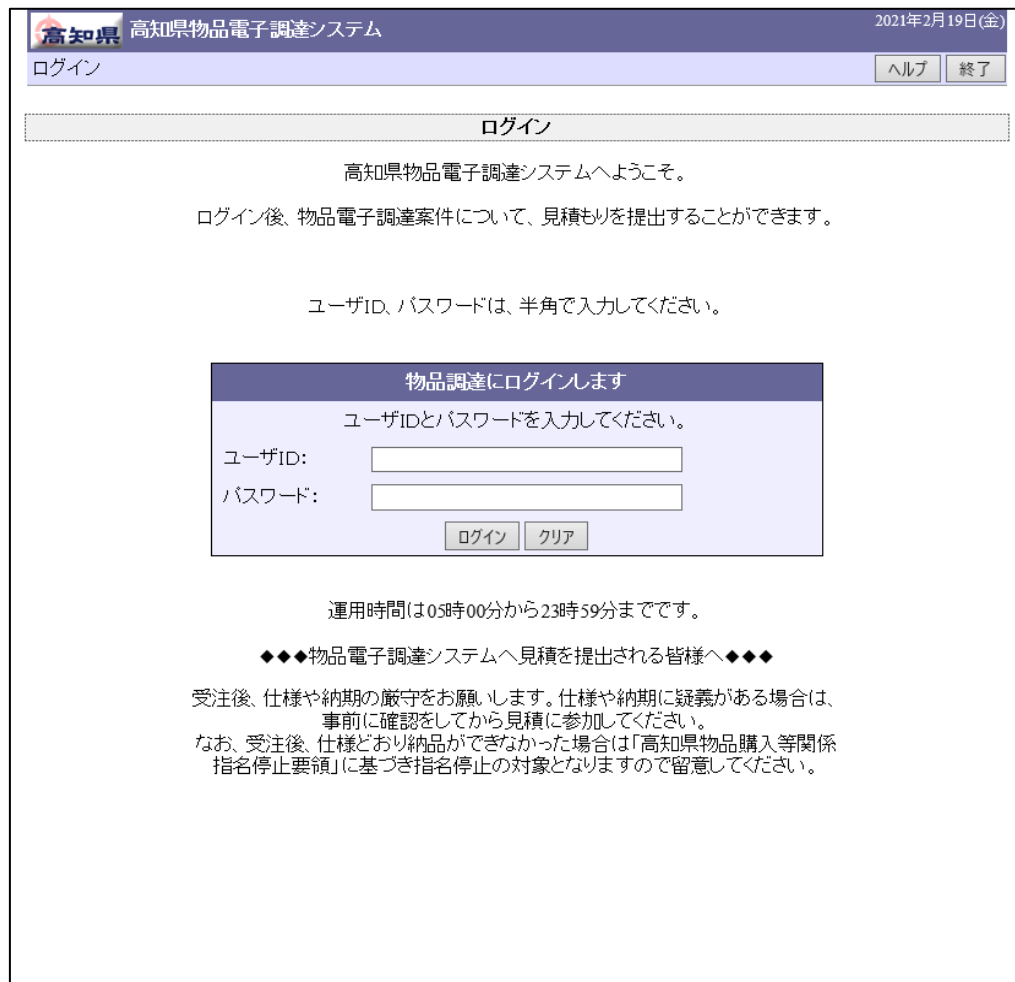 高知県 高知県物品電子調達システム 2021年2月19日(金)
ログイン ヘルプ 終了
ログイン
高知県物品電子調達システムへようこそ。
ログイン後、物品電子調達案件について、見積もりを提出することができます。
ユーザID、パスワードは、半角で入力してください。
物品調達にログインします
ユーザIDとパスワードを入力してください。
ユーザID:
パスワード:
ログイン クリア
運用時間は05時00分から23時59分までです。
◆◆◆物品電子調達システムへ見積を提出される皆様へ◆◆◆
受注後、仕様や納期の厳守をお願いします。仕様や納期に疑義がある場合は、
事前に確認をしてから見積に参加してください。
なお、受注後、仕様どおり納品ができなかった場合は「高知県物品購入等関係
指名停止要領」に基づき指名停止の対象となりますので留意してください。